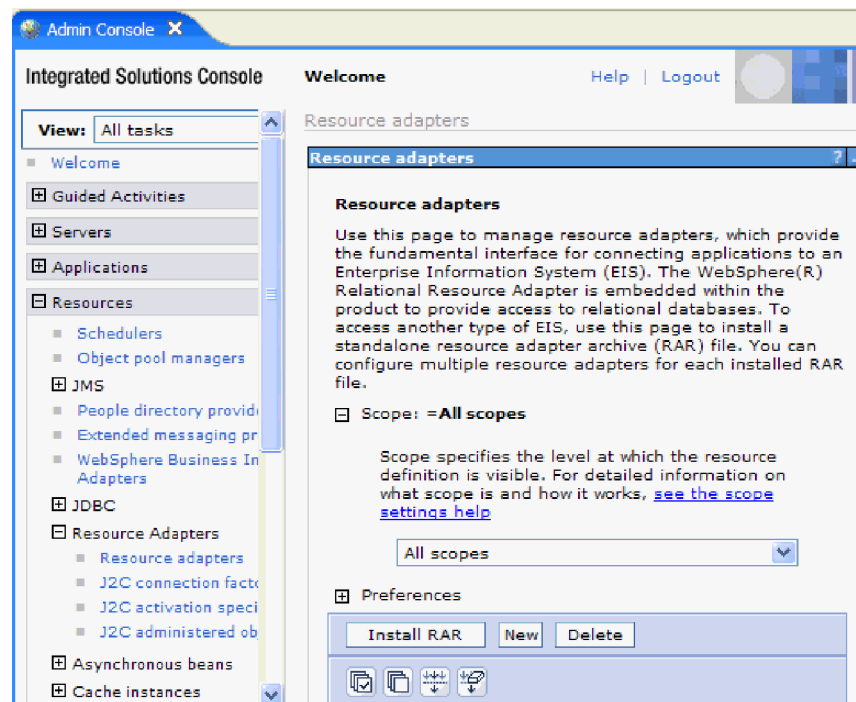 Admin Console
Integrated Solutions Console
Welcome
Help | Logout
View: All tasks
Welcome
Guided Activities
Servers
Applications
Resources
Schedulers
Object pool managers
JMS
People directory provid
Extended messaging pr
WebSphere Business In
Adapters
JDBC
Resource Adapters
Resource adapters
J2C connection facto
J2C activation speci
J2C administered ob
Asynchronous beans
Cache instances
Resource adapters
Resource adapters ?
Resource adapters
Use this page to manage resource adapters, which provide
the fundamental interface for connecting applications to an
Enterprise Information System (EIS). The WebSphere(R)
Relational Resource Adapter is embedded within the
product to provide access to relational databases. To
access another type of EIS, use this page to install a
standalone resource adapter archive (RAR) file. You can
configure multiple resource adapters for each installed RAR
file.
Scope: =All scopes
Scope specifies the level at which the resource
definition is visible. For detailed information on
what scope is and how it works, see the scope
settings help
All scopes
Preferences
Install RAR New Delete